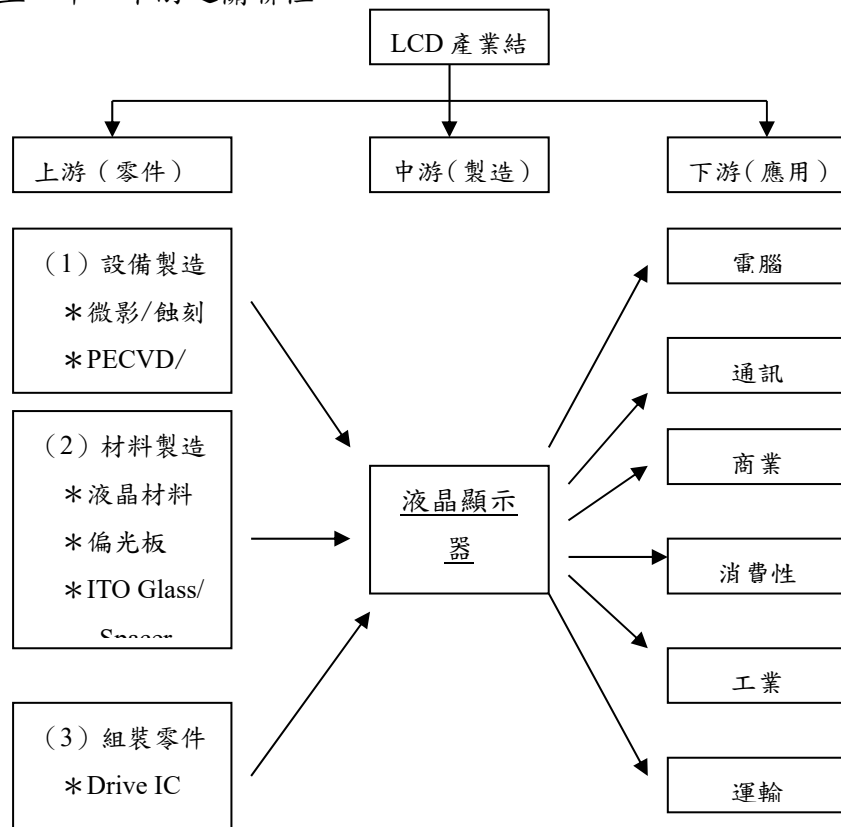 LCD 產業結
上游（零件）
中游(製造)
下游(應用)
（1）設備製造
＊微影/蝕刻
＊PECVD/
（2）材料製造
＊液晶材料
＊偏光板
＊ITO Glass/
Spacer
（3）組裝零件
＊Drive IC
液晶顯示
器
電腦
通訊
商業
消費性
工業
運輸